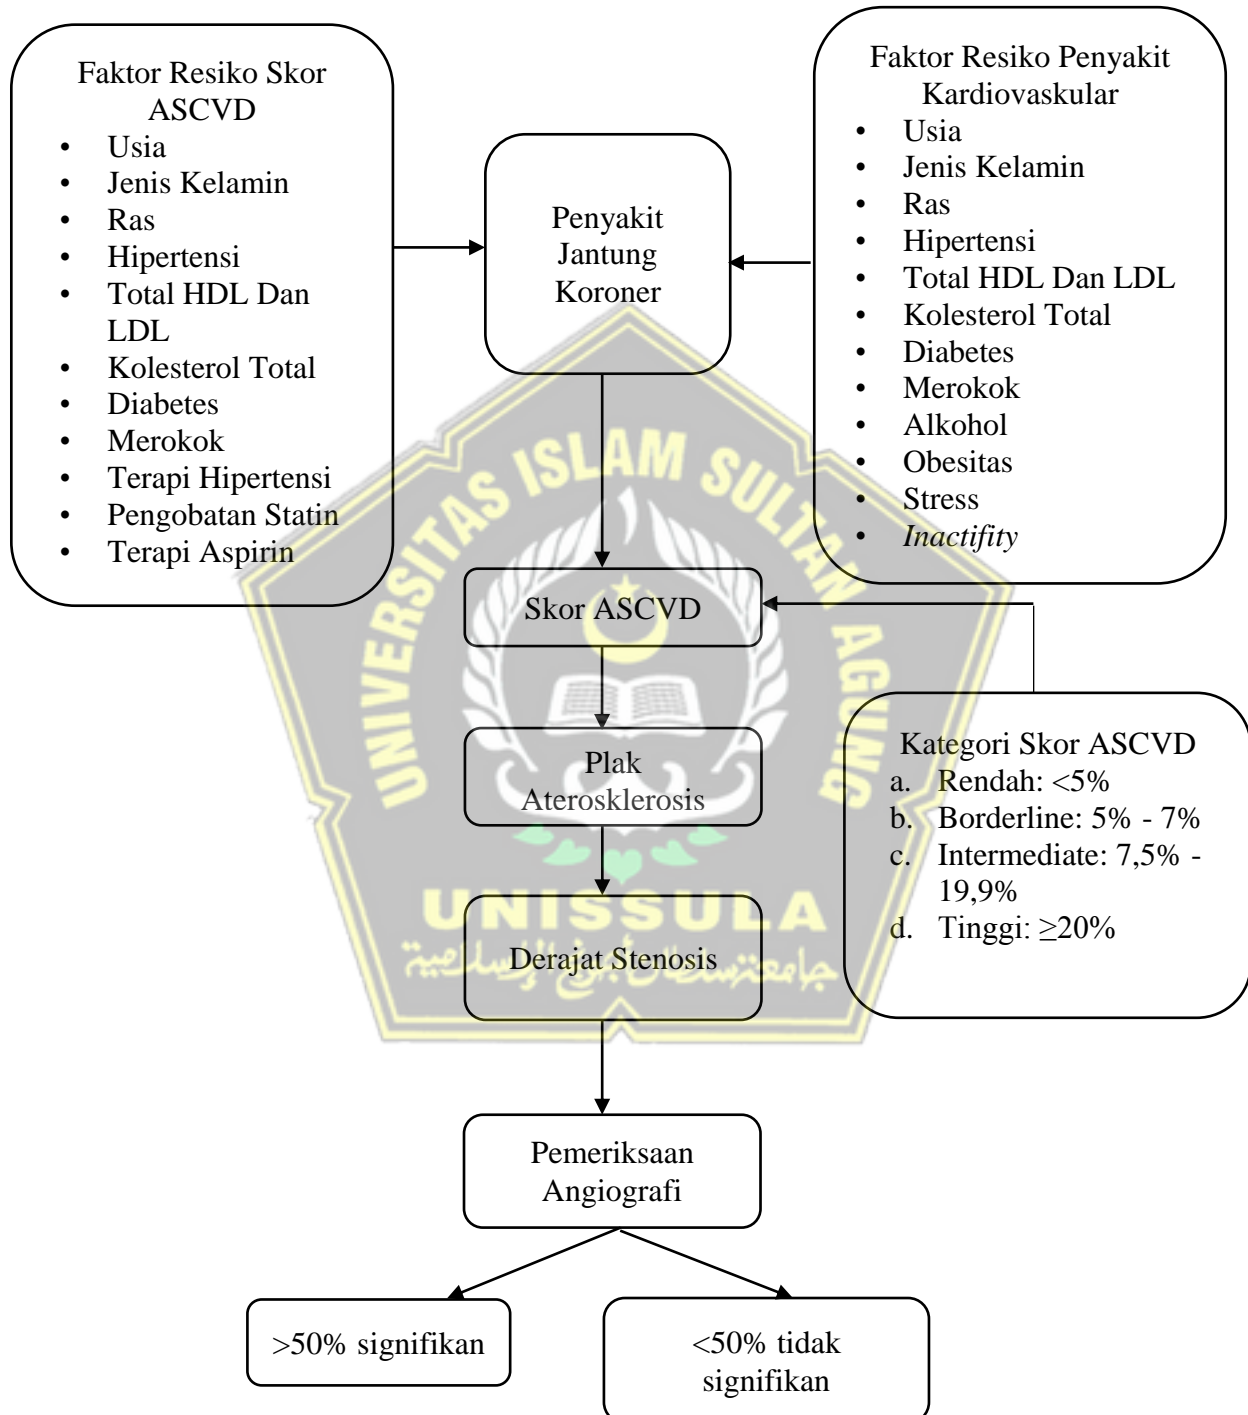 Faktor Resiko Skor
ASCVD
• Usia
• Jenis Kelamin
• Ras
• Hipertensi
• Total HDL Dan
LDL
• Kolesterol Total
• Diabetes
• Merokok
• Terapi Hipertensi
• Pengobatan Statin
• Terapi Aspirin
Penyakit
Jantung
Koroner
Faktor Resiko Penyakit
Kardiovaskular
• Usia
• Jenis Kelamin
• Ras
• Hipertensi
• Total HDL Dan LDL
• Kolesterol Total
• Diabetes
• Merokok
• Alkohol
• Obesitas
• Stress
• Inactifity
UNIVERSITAS ISLAM SULTAN AGUNG
Skor ASCVD
Plak
Aterosklerosis
Kategori Skor ASCVD
a. Rendah: <5%
b. Borderline: 5% - 7%
c. Intermediate: 7,5% -
19,9%
d. Tinggi: ≥20%
UNISSULA
جامعترسلطان أجونج الإسلامية
Derajat Stenosis
Pemeriksaan
Angiografi
>50% signifikan
<50% tidak
signifikan